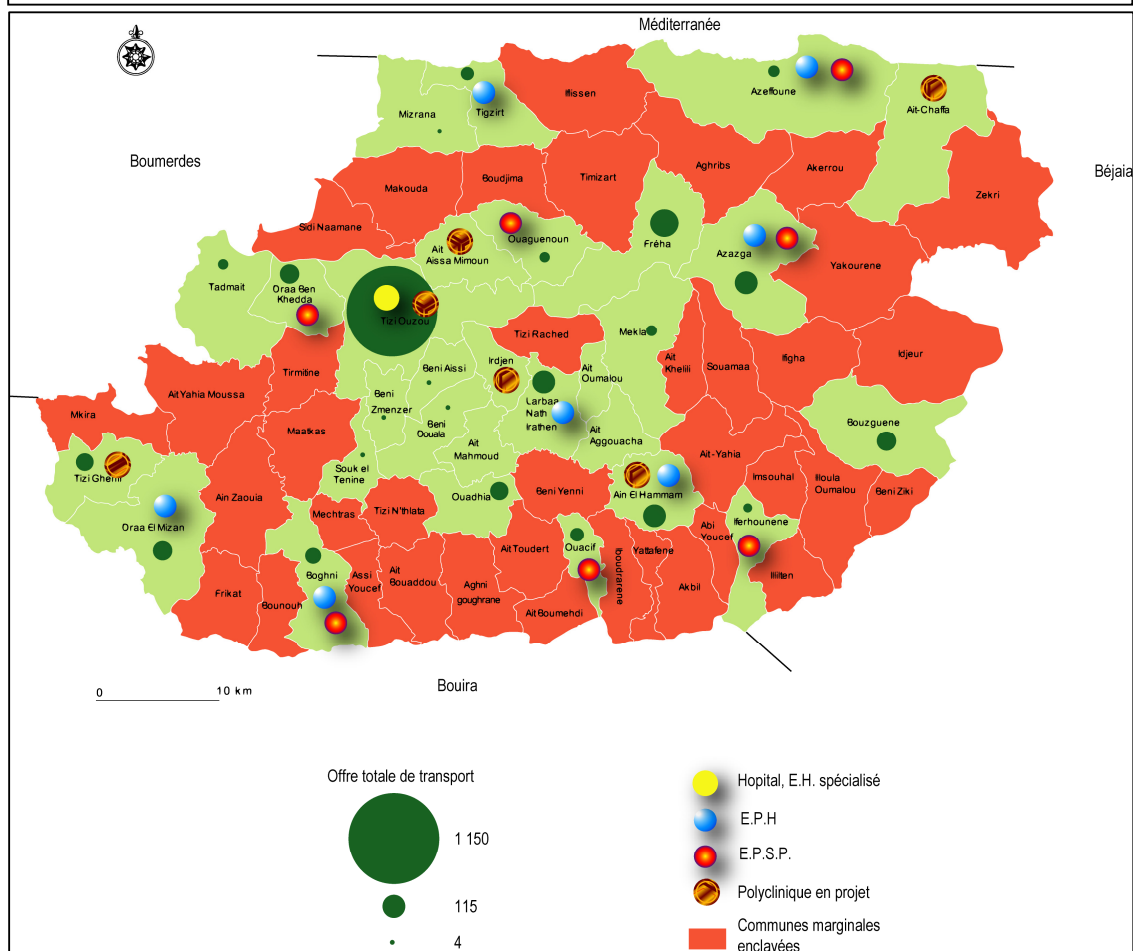 Méditerranée
Iflissen
Azeffoune
Ait-Chaffa
Mizrana
Tigzirt
Boumerdes
Béjaia
Makouda
Boudjima
Timizart
Aghribs
Akerrou
Zekri
Sidi Naamane
Ait
Aissa Mimoun
Ouaguenoun
Fréha
Azazga
Yakourene
Tadmait
Oraa Ben
Khedda
Tizi Ouzou
Tizi Rached
Mekla
Ait
Khelili
Souamaa
Ifigha
Idjeur
Ait Yahia Moussa
Tirmitine
Beni Aissi
Irdjen
Ait
Oumalou
Larbaa
Nath
Irathen
Mkira
Maatkas
Beni
Zmenzer
Beni
Douala
Ait
Mahmoud
Ait
Aggouacha
Bouzguene
Tizi Ghenif
Souk el
Tenine
Ait-Yahia
Imsouhal
Illoula
Oumalou
Beni Ziki
Ain Zaouia
Ouadhia
Beni Yenni
Ain El Hammam
Oraa El Mizan
Mechtras
Tizi N'thlata
Abi
Youcef
Iferhounene
Illilten
Frikat
Bounouh
Boghni
Assi
Youcef
Ait
Bouaddou
Aghni
goughrane
Ait Toudert
Ouacif
Ait Boumehdi
Iboudrarene
Yattafene
Akbil
Bouira
0 10 km
Offre totale de transport
1 150
115
4
Hopital, E.H. spécialisé
E.P.H
E.P.S.P.
Polyclinique en projet
Communes marginales
enclavées